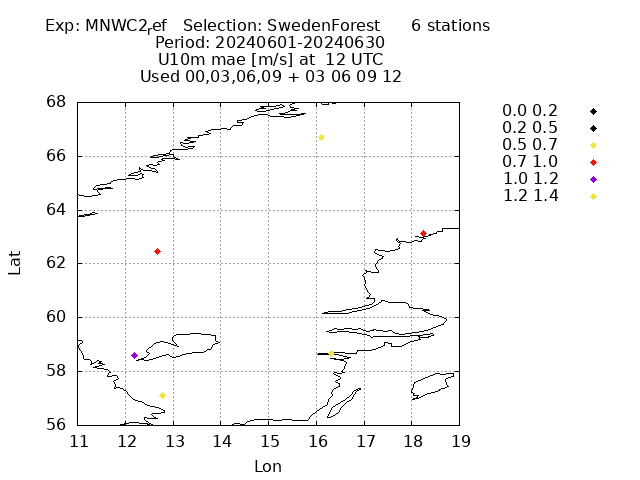 Exp: MNWC2ref   Selection: SwedenForest      6 stations
Period: 20240601-20240630
U10m mae [m/s] at  12 UTC
Used 00,03,06,09 + 03 06 09 12
0.0 0.2
0.2 0.5
0.5 0.7
0.7 1.0
1.0 1.2
1.2 1.4
68
66
64
62
60
58
56
Lat
11 12 13 14 15 16 17 18 19
Lon